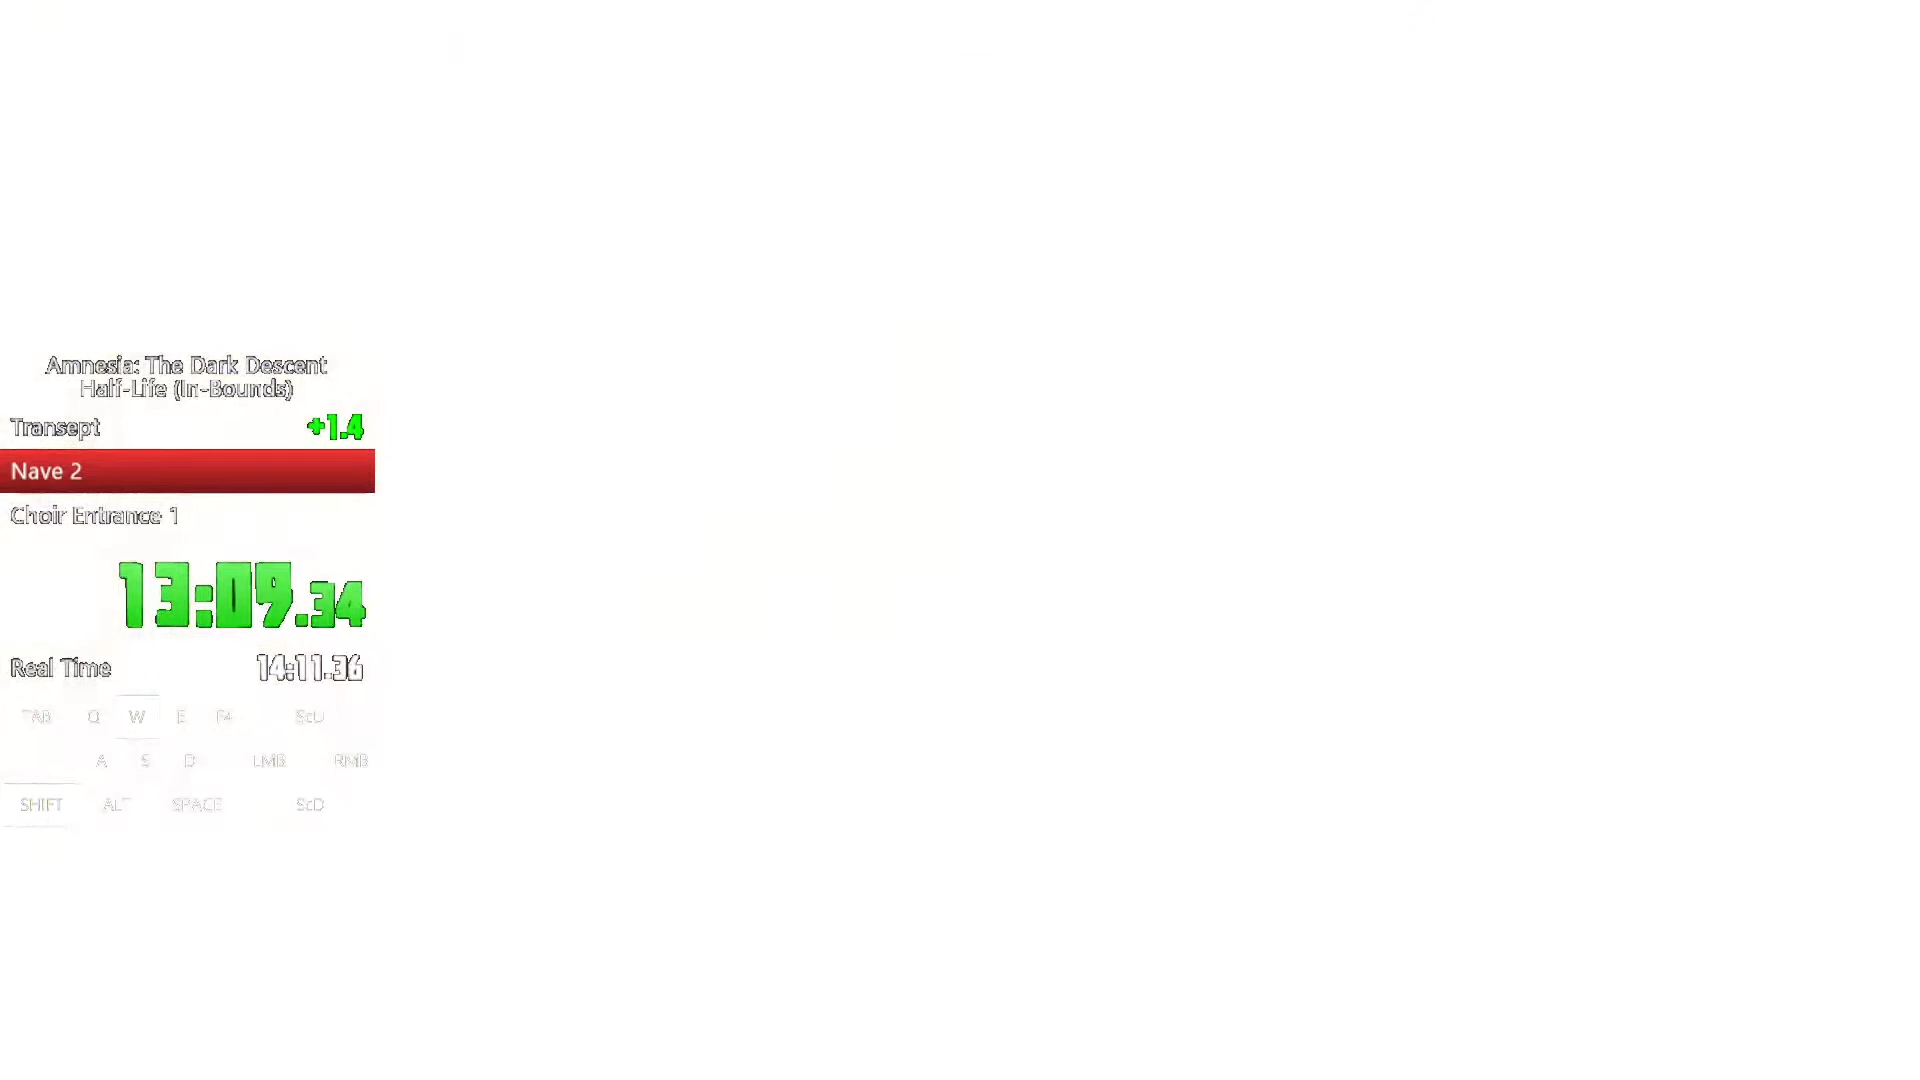 Amnesia: The Dark Descent
Half-Life (In-Bounds)
Transept +1.4
Nave 2
Choir Entrance 1
13:09.34
Real Time 14:11.36
TAB Q W E F4 ScU
A S D LMB RMB
SHIFT ALT SPACE ScD